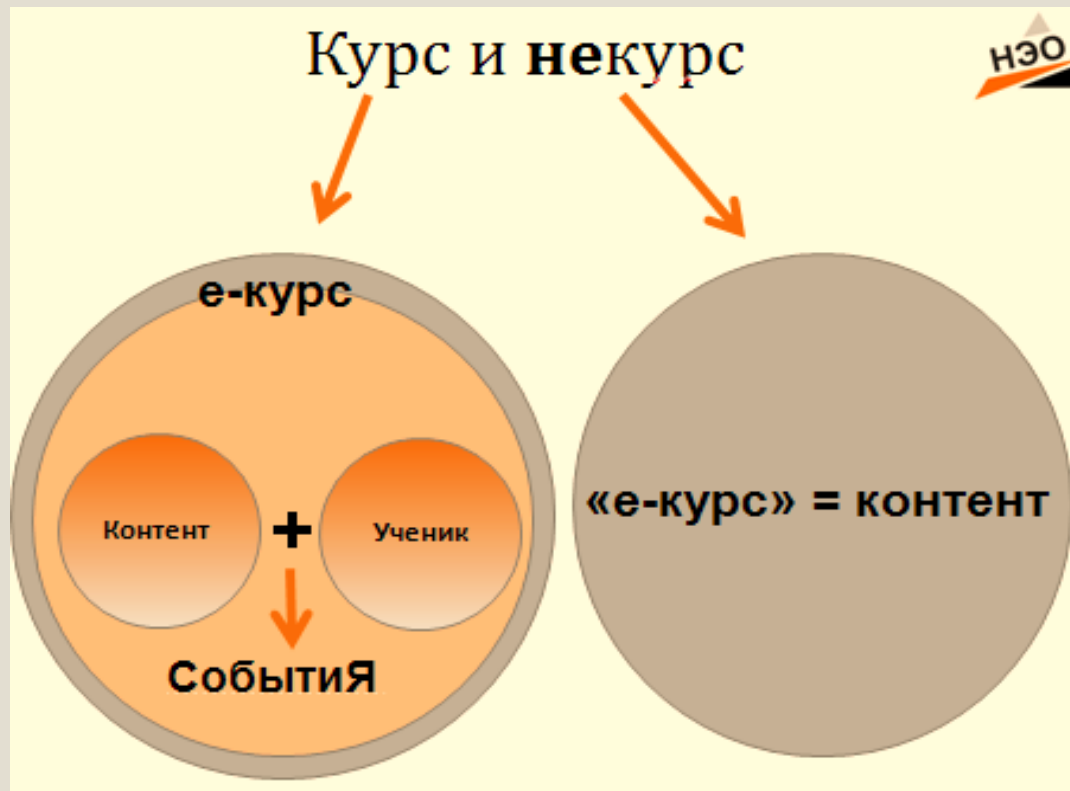 Курс и некурс
НЭО
е-курс
Контент
+
Ученик
СобытиЯ
«е-курс» = контент